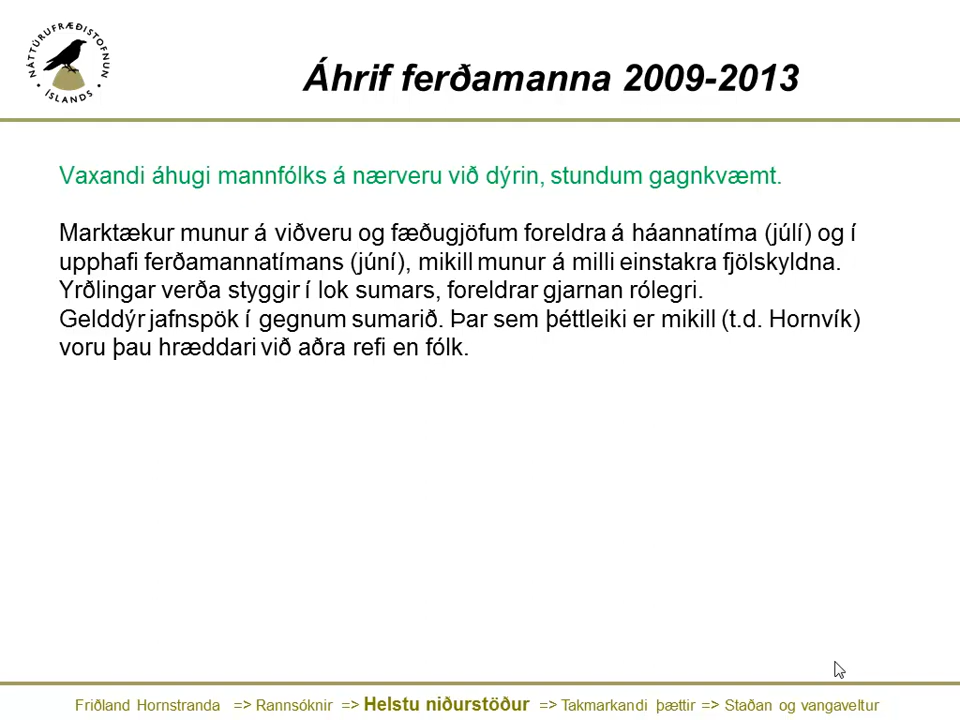 NÁTTÚRUFRÆÐISTOFNUN
• ÍSLANDS •
Áhrif ferðamanna 2009-2013
Vaxandi áhugi mannfólks á nærveru við dýrin, stundum gagnkvæmt.
Marktækur munur á viðveru og fæðugjöfum foreldra á háannatíma (júlí) og í
upphafi ferðamannatímans (júní), mikill munur á milli einstakra fjölskyldna.
Yrðlingar verða styggir í lok sumars, foreldrar gjarnan rólegri.
Gelddýr jafnspök í gegnum sumarið. Þar sem þéttleiki er mikill (t.d. Hornvík)
voru þau hræddari við aðra refi en fólk.
Friðland Hornstranda => Rannsóknir => Helstu niðurstöður => Takmarkandi þættir => Staðan og vangaveltur